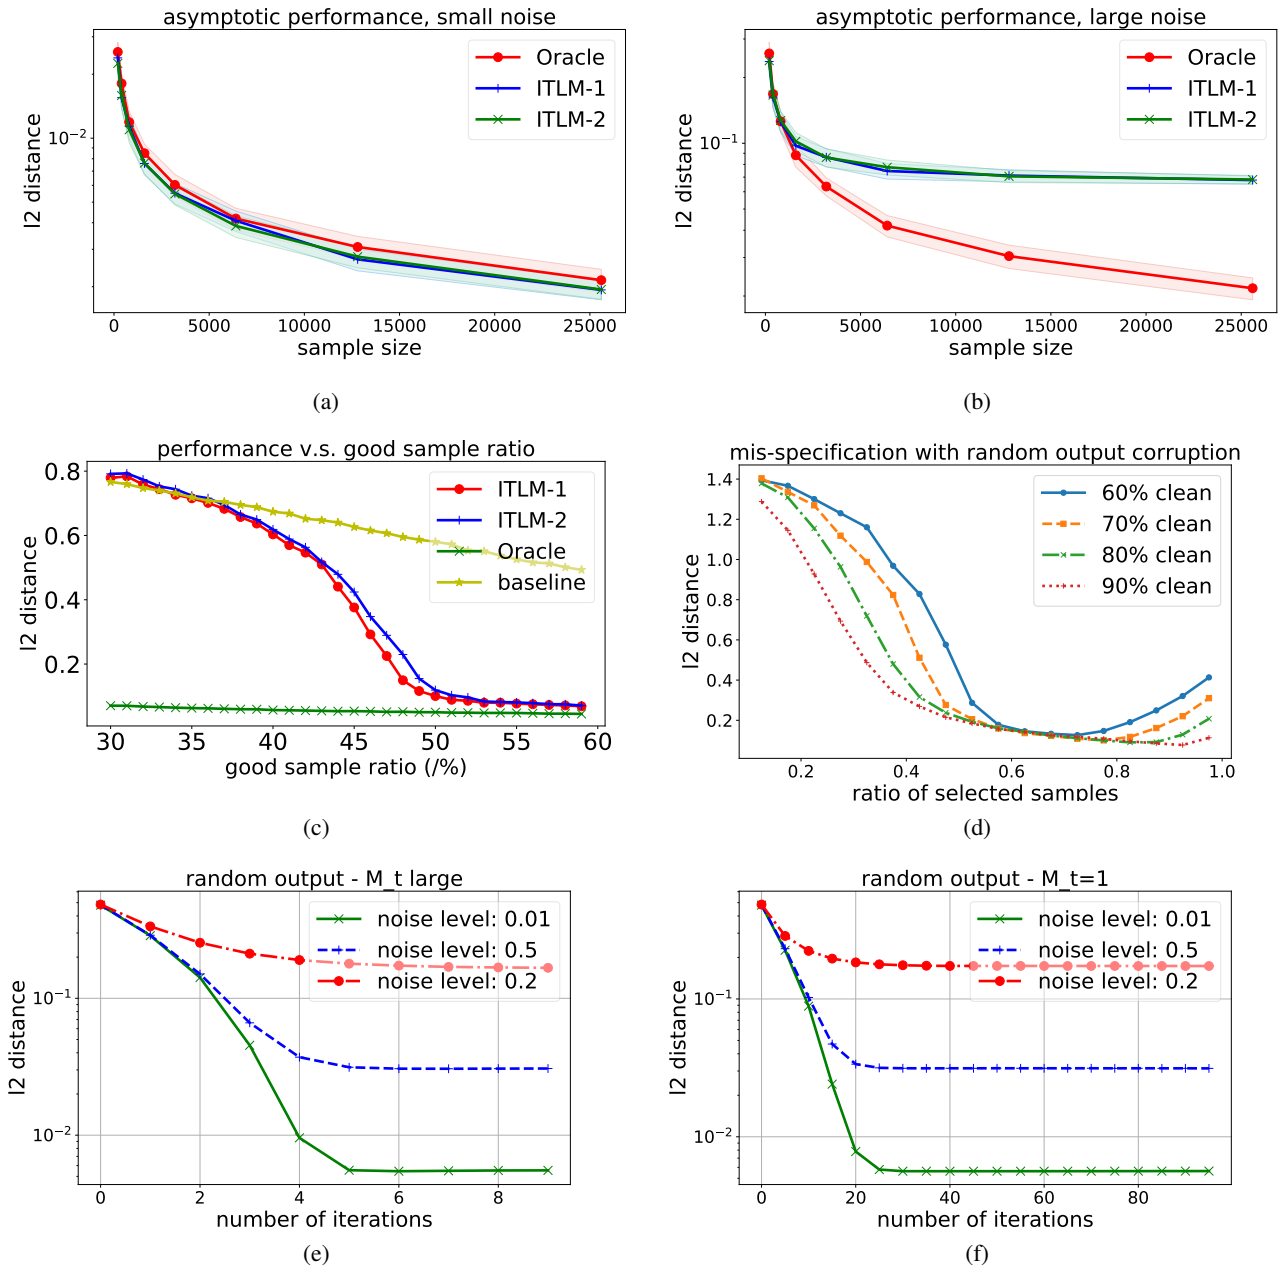 asymptotic performance, small noise
Oracle
ITLM-1
ITLM-2
10⁻²
l2 distance
0 5000 10000 15000 20000 25000
sample size
(a)
asymptotic performance, large noise
Oracle
ITLM-1
ITLM-2
10⁻¹
l2 distance
0 5000 10000 15000 20000 25000
sample size
(b)
performance v.s. good sample ratio
ITLM-1
ITLM-2
Oracle
baseline
0.8
0.6
0.4
0.2
l2 distance
30 35 40 45 50 55 60
good sample ratio (/%)
(c)
mis-specification with random output corruption
60% clean
70% clean
80% clean
90% clean
1.4
1.2
1.0
0.8
0.6
0.4
0.2
l2 distance
0.2 0.4 0.6 0.8 1.0
ratio of selected samples
(d)
random output - M_t large
noise level: 0.01
noise level: 0.5
noise level: 0.2
10⁻¹
10⁻²
l2 distance
0 2 4 6 8
number of iterations
(e)
random output - M_t=1
noise level: 0.01
noise level: 0.5
noise level: 0.2
10⁻¹
10⁻²
l2 distance
0 20 40 60 80
number of iterations
(f)